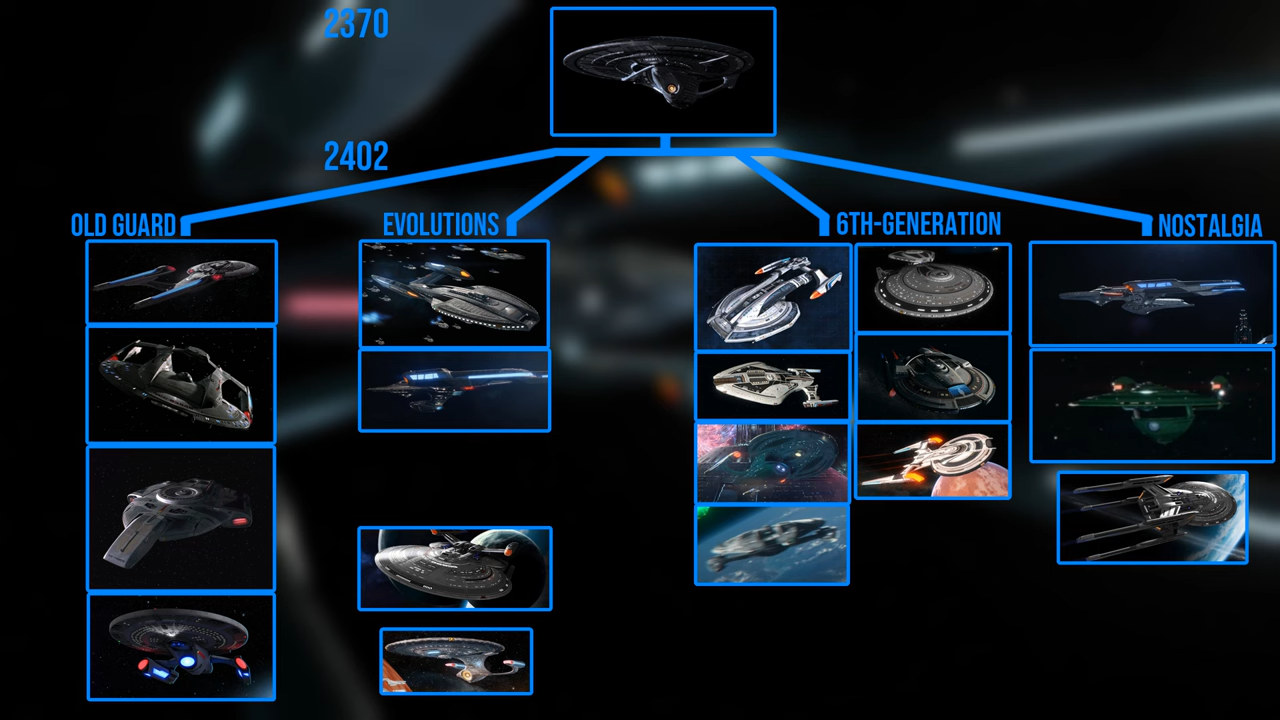 2370
2402
OLD GUARD
EVOLUTIONS
6TH-GENERATION
NOSTALGIA